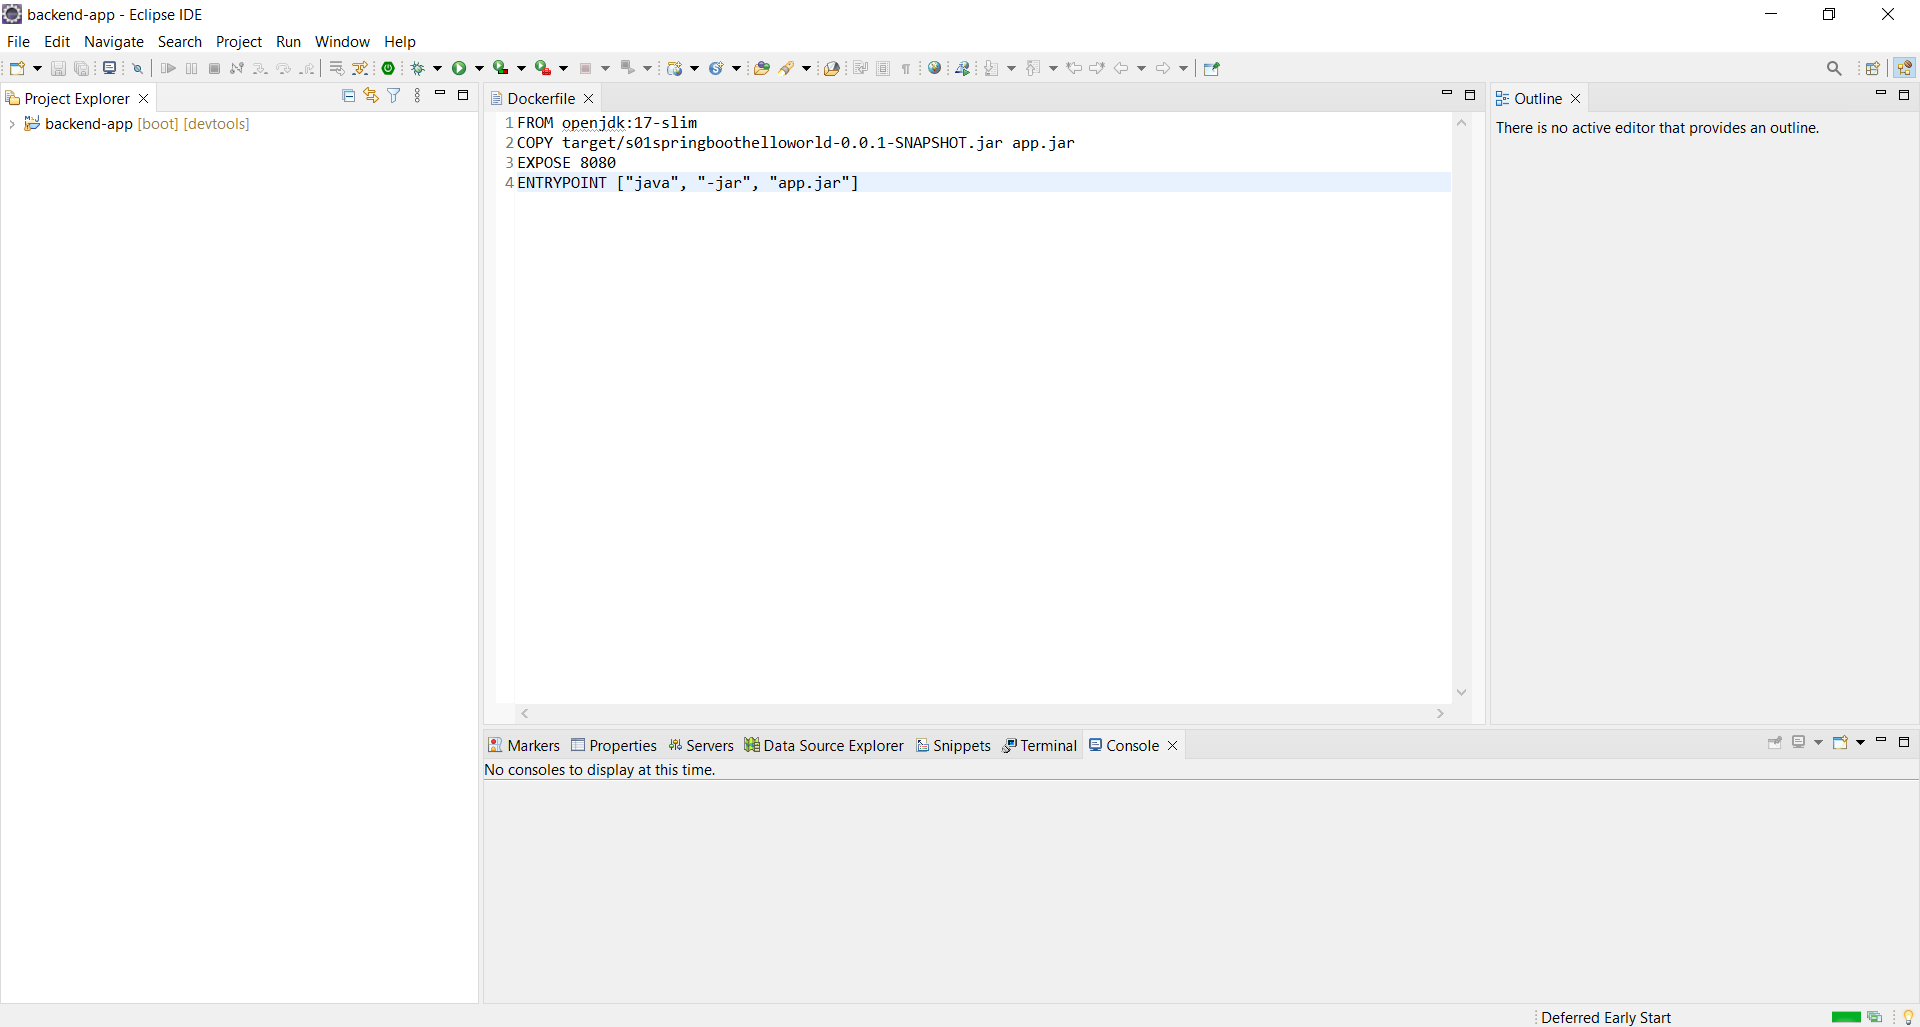 backend-app - Eclipse IDE
File Edit Navigate Search Project Run Window Help
Project Explorer
backend-app [boot] [devtools]
Dockerfile
1 FROM openjdk:17-slim
2 COPY target/s01springboothelloworld-0.0.1-SNAPSHOT.jar app.jar
3 EXPOSE 8080
4 ENTRYPOINT ["java", "-jar", "app.jar"]
Outline
There is no active editor that provides an outline.
Markers Properties Servers Data Source Explorer Snippets Terminal Console
No consoles to display at this time.
Deferred Early Start